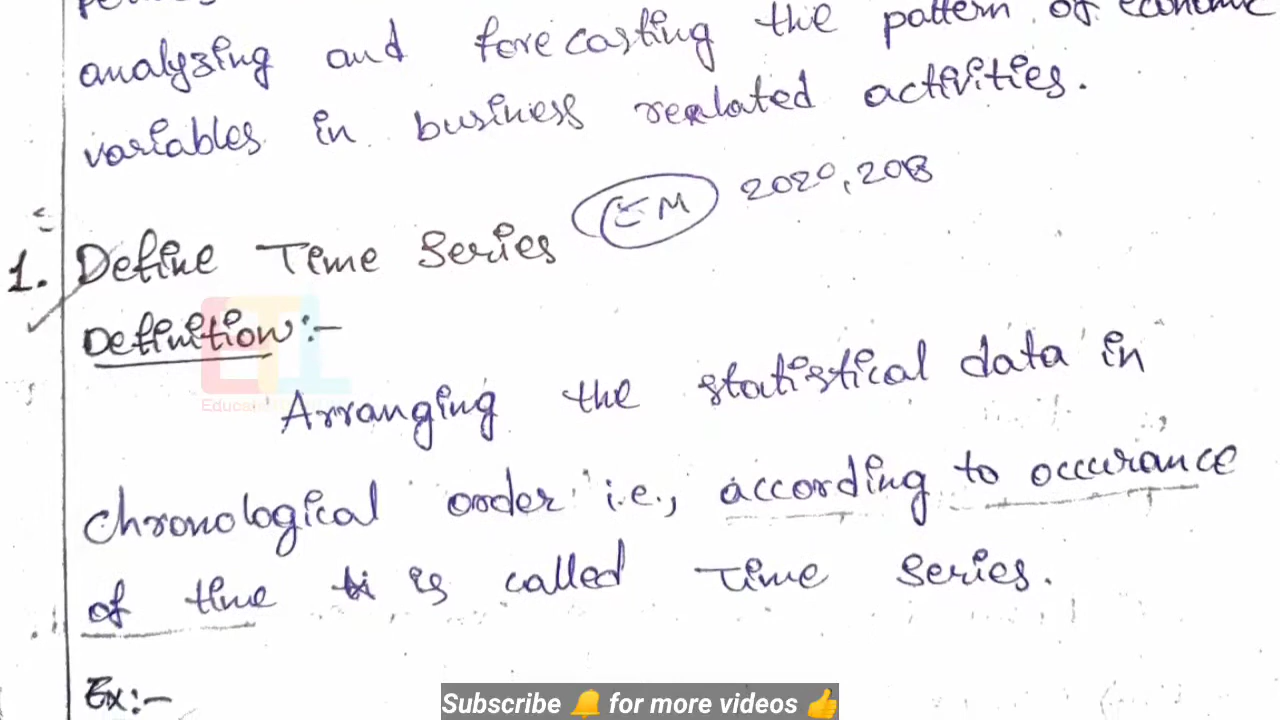 analyzing and forecasting the pattern of economic
variables in business realated activities.
EM 2020, 2018
1. Define Time Series
Definition:-
Arranging the statistical data in
chronological order i.e., according to occurance
of time is called Time series.
Ex:-
Subscribe 🔔 for more videos 👍